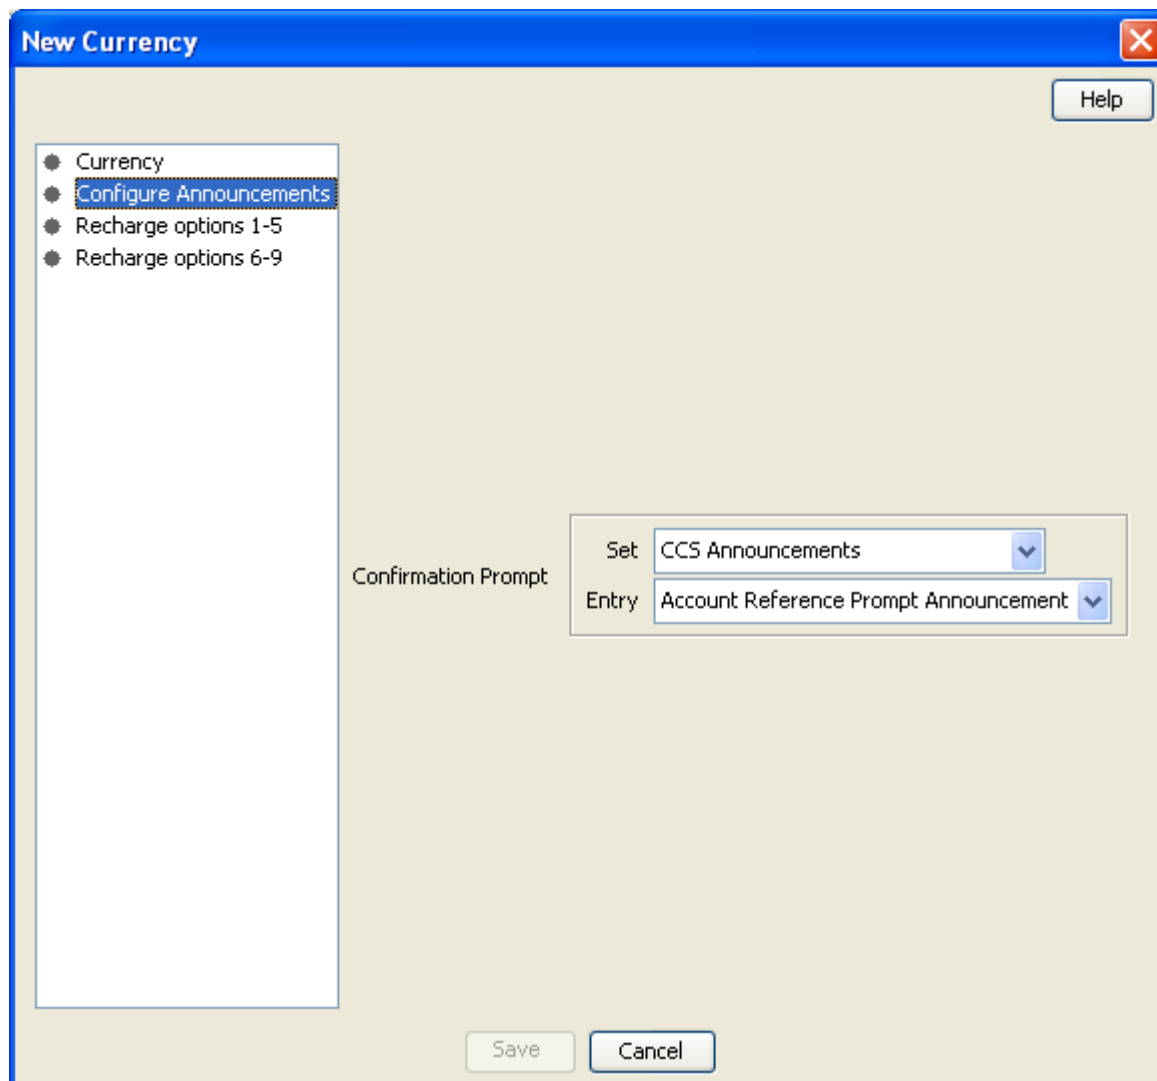 New Currency
Help
Currency
Configure Announcements
Recharge options 1-5
Recharge options 6-9
Confirmation Prompt
Set CCS Announcements
Entry Account Reference Prompt Announcement
Save Cancel